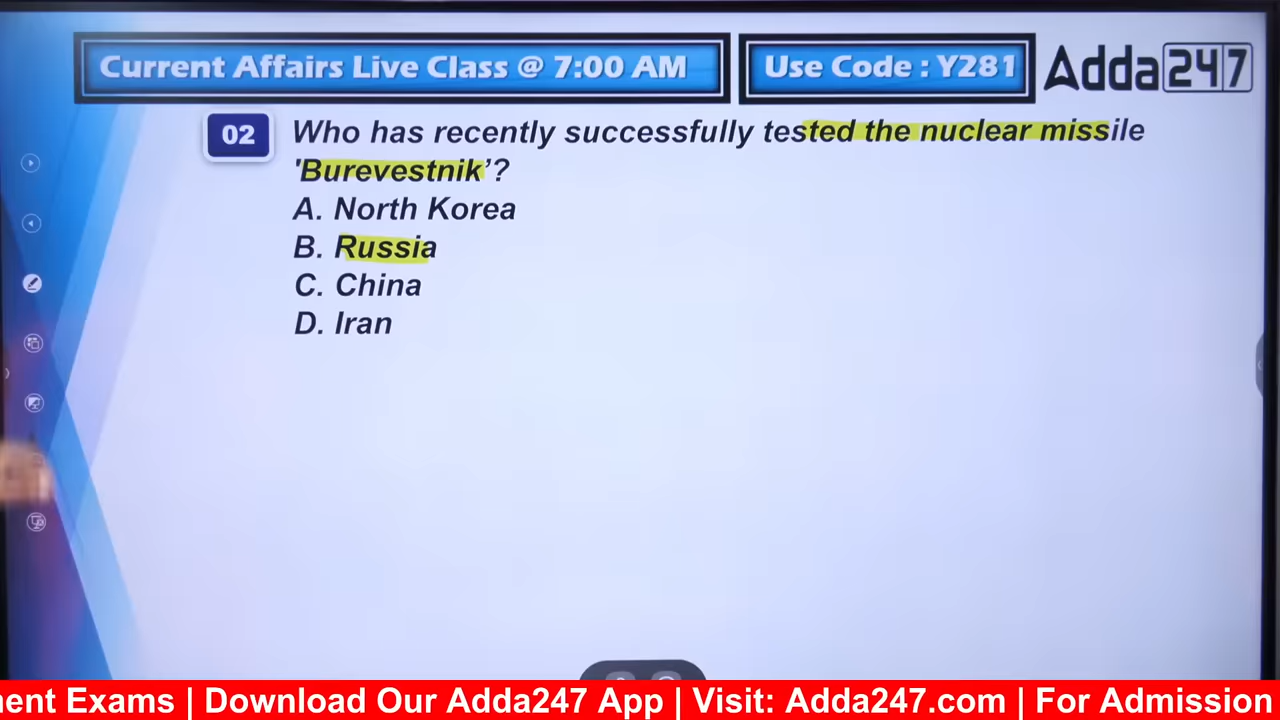 Current Affairs Live Class @ 7:00 AM
Use Code : Y281
Adda247
02
Who has recently successfully tested the nuclear missile
'Burevestnik’?
A. North Korea
B. Russia
C. China
D. Iran
ment Exams | Download Our Adda247 App | Visit: Adda247.com | For Admission